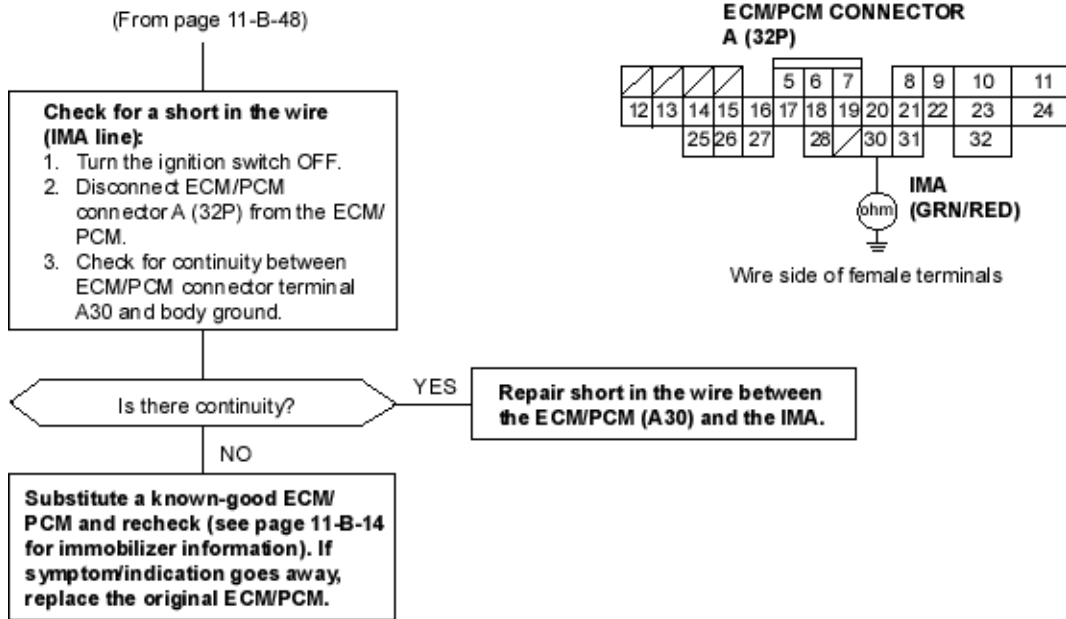 (From page 11-B-48)
Check for a short in the wire
(IMA line):
1. Turn the ignition switch OFF.
2. Disconnect ECM/PCM
connector A (32P) from the ECM/
PCM.
3. Check for continuity between
ECM/PCM connector terminal
A30 and body ground.
Is there continuity?
YES
Repair short in the wire between
the ECM/PCM (A30) and the IMA.
NO
Substitute a known-good ECM/
PCM and recheck (see page 11-B-14
for immobilizer information). If
symptom/indication goes away,
replace the original ECM/PCM.
ECM/PCM CONNECTOR
A (32P)
5 6 7 8 9 10 11
12 13 14 15 16 17 18 19 20 21 22 23 24
25 26 27 28 30 31 32
IMA
(GRN/RED)
ohm
Wire side of female terminals